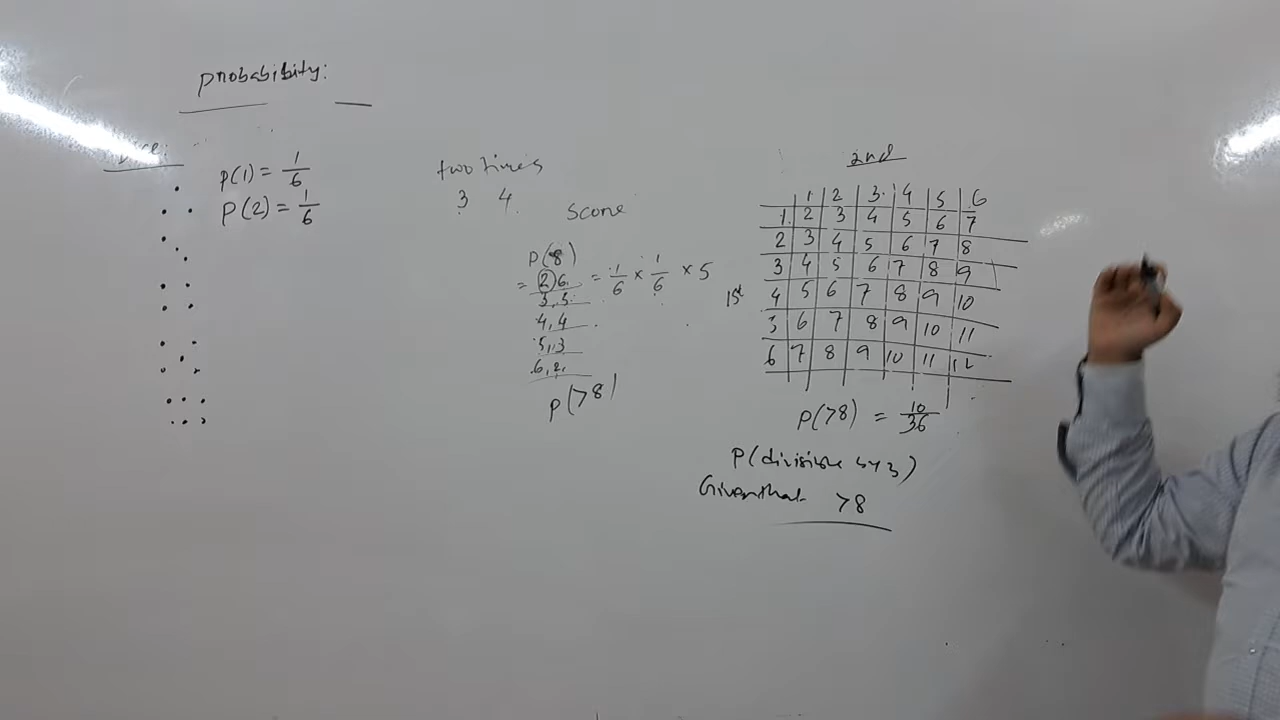 probability:
Dice:
P(1) = 1/6
P(2) = 1/6
two times
3 4
score
P(8)
= 2,6 = 1/6 × 1/6 × 5
3,5
4,4
5,3
6,2
P(>8)
2nd
1 2 3 4 5 6
1 2 3 4 5 6 7
2 3 4 5 6 7 8
3 4 5 6 7 8 9
1st
4 5 6 7 8 9 10
5 6 7 8 9 10 11
6 7 8 9 10 11 12
P(>8) = 10/36
P(divisible by 3)
Given that >8